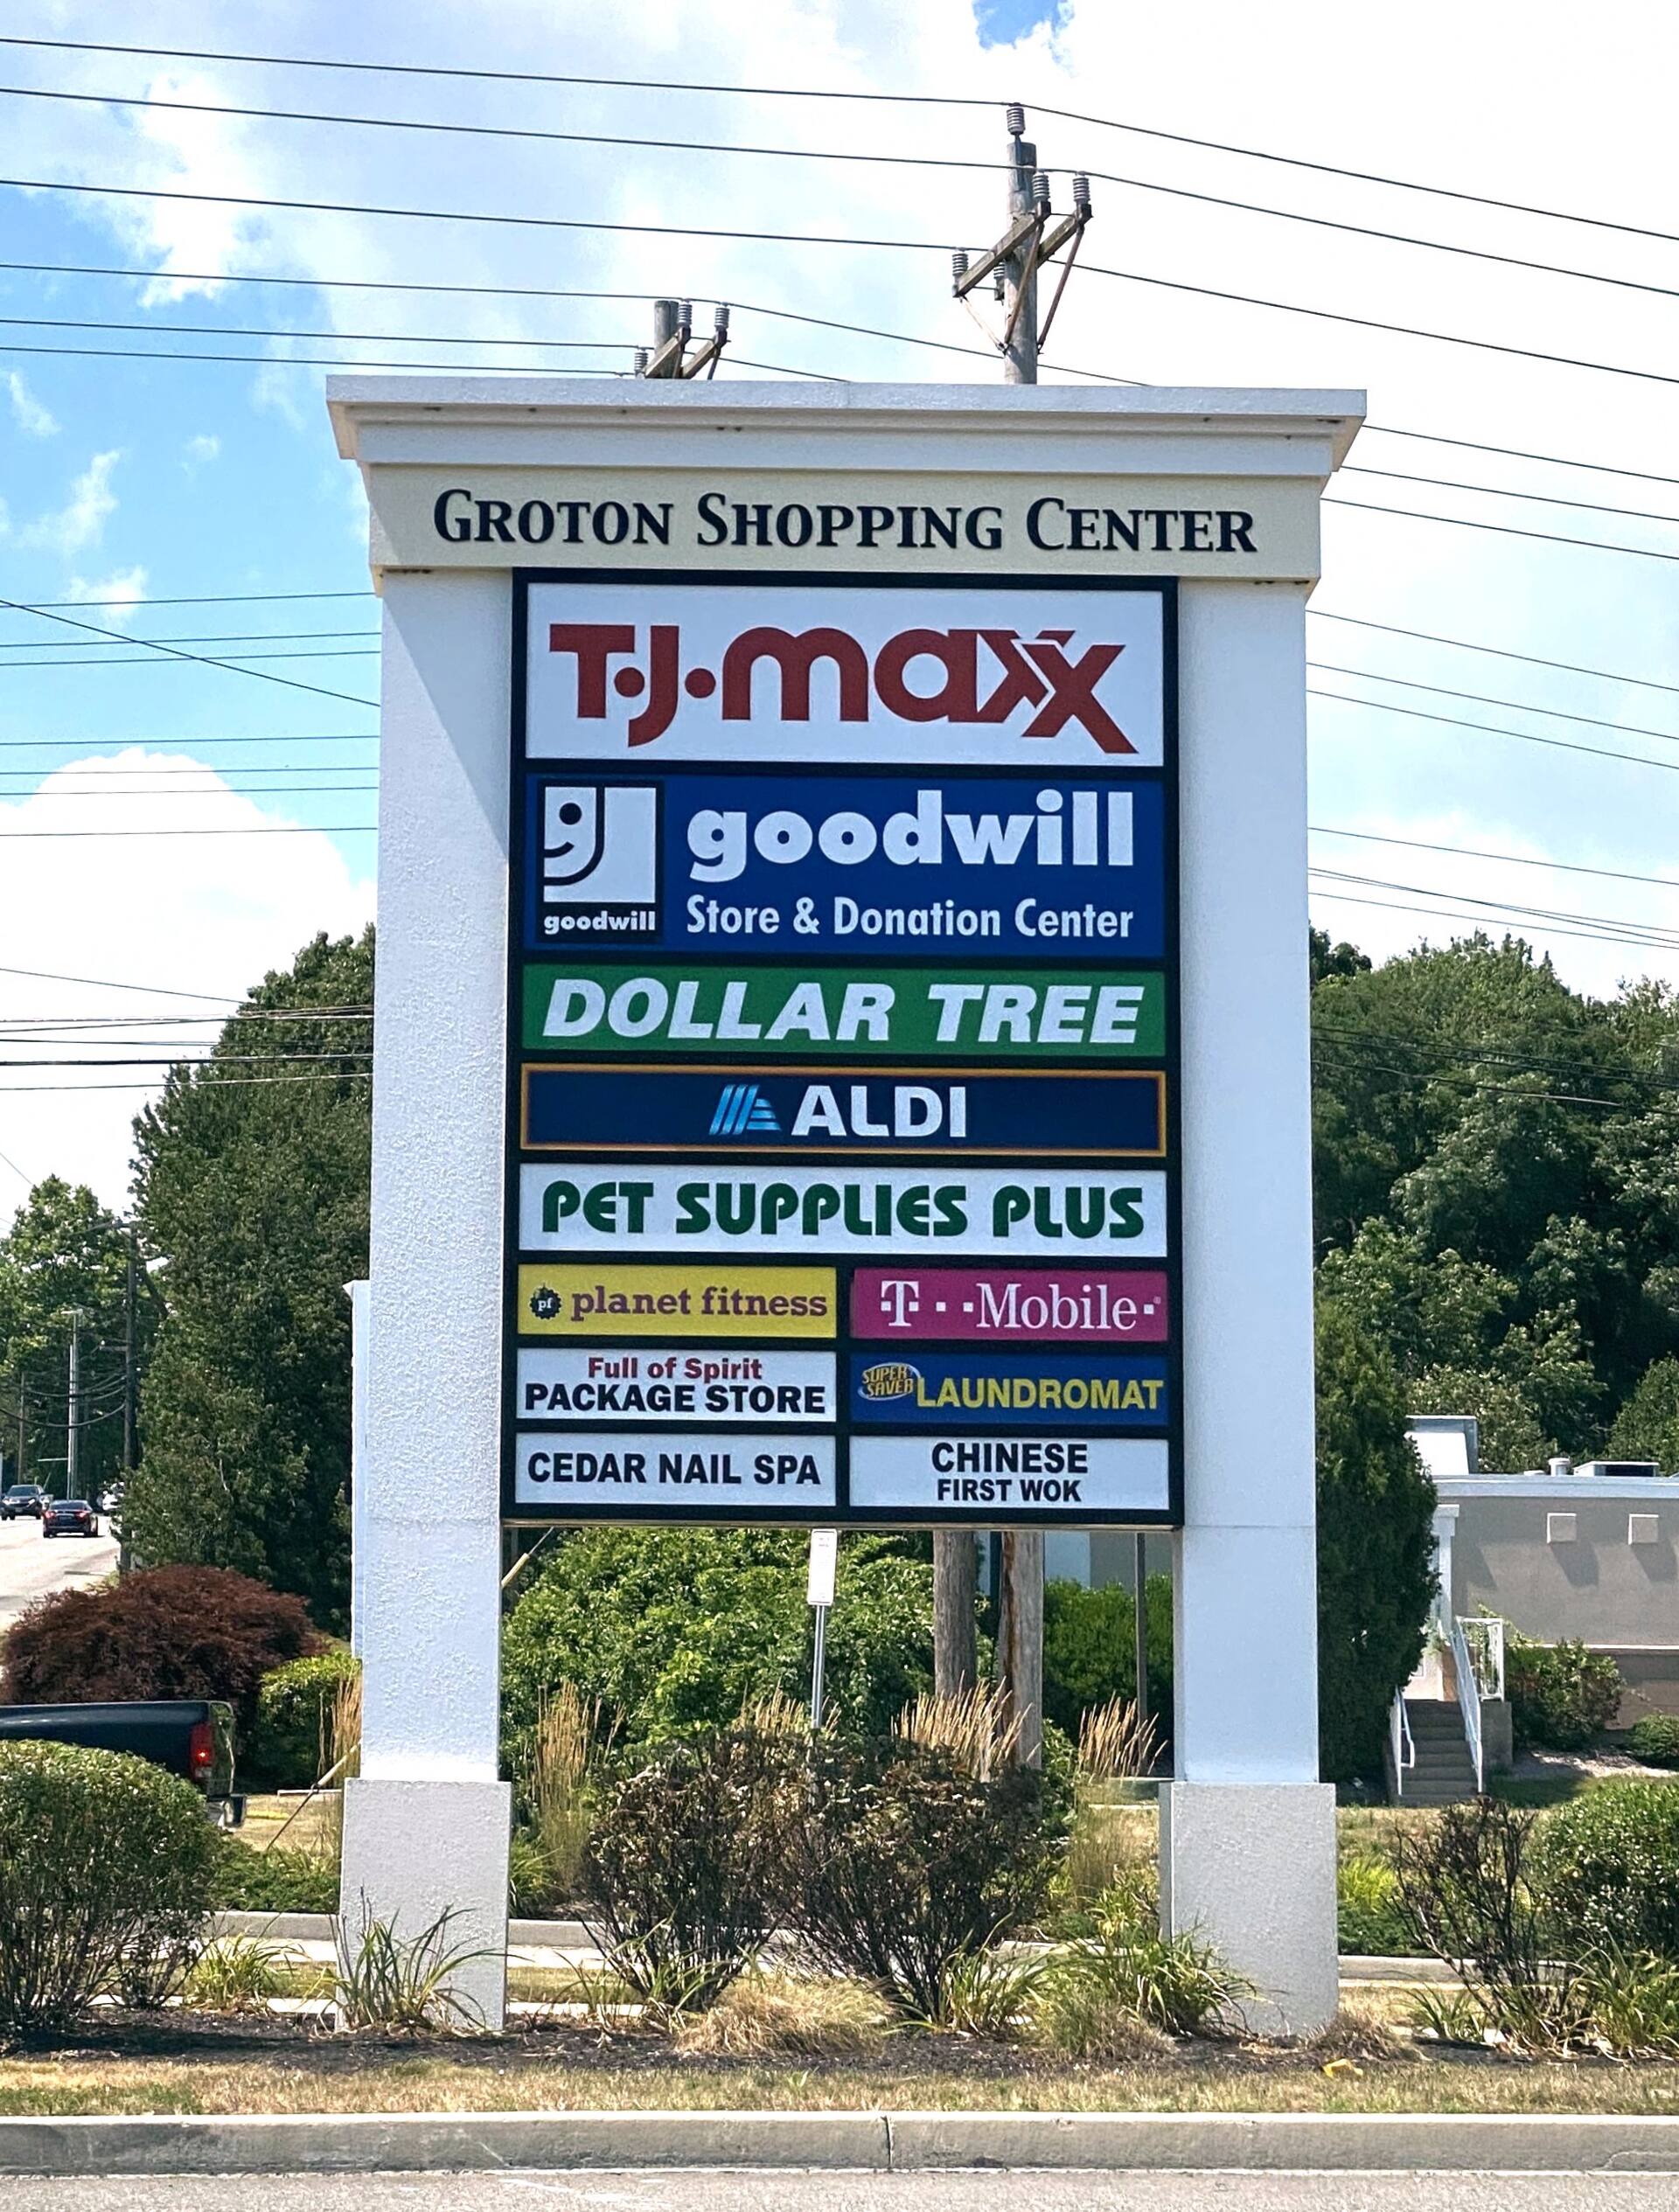 GROTON SHOPPING CENTER
T·J·maxx
goodwill
goodwill
Store & Donation Center
DOLLAR TREE
ALDI
PET SUPPLIES PLUS
pf planet fitness
T··Mobile·®
Full of Spirit
PACKAGE STORE
SUPER SAVER LAUNDROMAT
CEDAR NAIL SPA
CHINESE
FIRST WOK